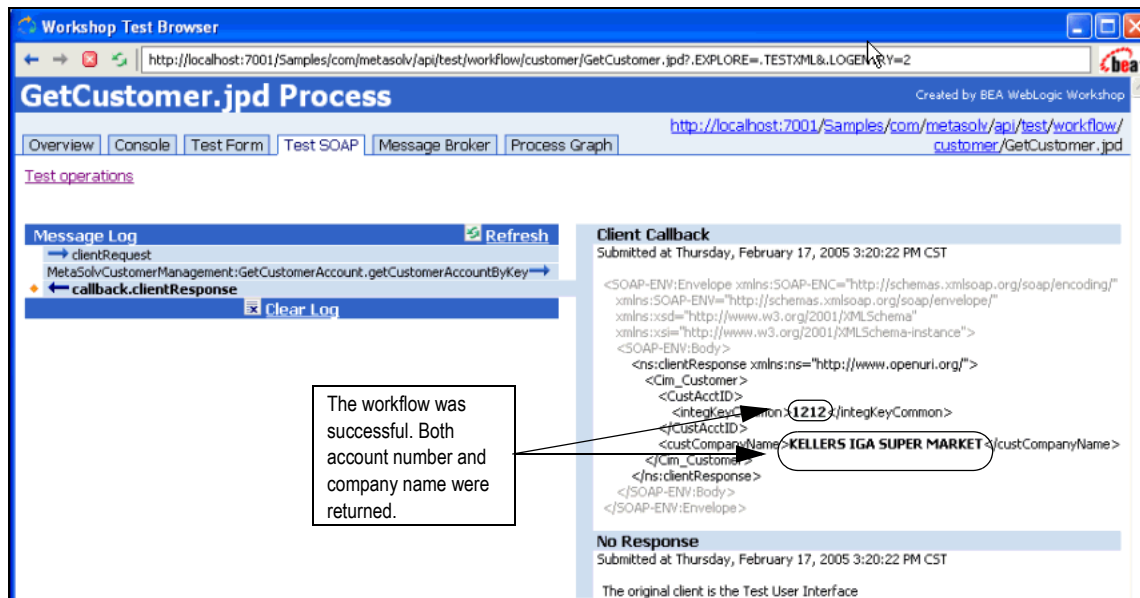 Workshop Test Browser
http://localhost:7001/Samples/com/metasolv/api/test/workflow/customer/GetCustomer.jpd?.EXPLORE=.TESTXML&.LOGENTRY=2
bea
GetCustomer.jpd Process
Created by BEA WebLogic Workshop
http://localhost:7001/Samples/com/metasolv/api/test/workflow/
customer/GetCustomer.jpd
Overview Console Test Form Test SOAP Message Broker Process Graph
Test operations
Message Log Refresh
clientRequest
MetaSolvCustomerManagement:GetCustomerAccount.getCustomerAccountByKey
callback.clientResponse
Clear Log
The workflow was
successful. Both
account number and
company name were
returned.
Client Callback
Submitted at Thursday, February 17, 2005 3:20:22 PM CST
<SOAP-ENV:Envelope xmlns:SOAP-ENC="http://schemas.xmlsoap.org/soap/encoding/"
xmlns:SOAP-ENV="http://schemas.xmlsoap.org/soap/envelope/"
xmlns:xsd="http://www.w3.org/2001/XMLSchema"
xmlns:xsi="http://www.w3.org/2001/XMLSchema-instance">
<SOAP-ENV:Body>
<ns:clientResponse xmlns:ns="http://www.openuri.org/">
<Cim_Customer>
<CustAcctID>
<integKeyCommon>1212</integKeyCommon>
</CustAcctID>
<custCompanyName>KELLERS IGA SUPER MARKET</custCompanyName>
</Cim_Customer>
</ns:clientResponse>
</SOAP-ENV:Body>
</SOAP-ENV:Envelope>
No Response
Submitted at Thursday, February 17, 2005 3:20:22 PM CST
The original client is the Test User Interface